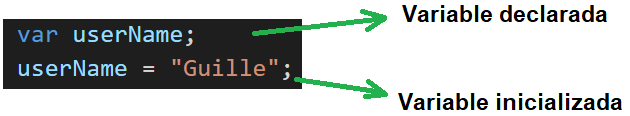 var userName;
userName = "Guille";
Variable declarada
Variable inicializada